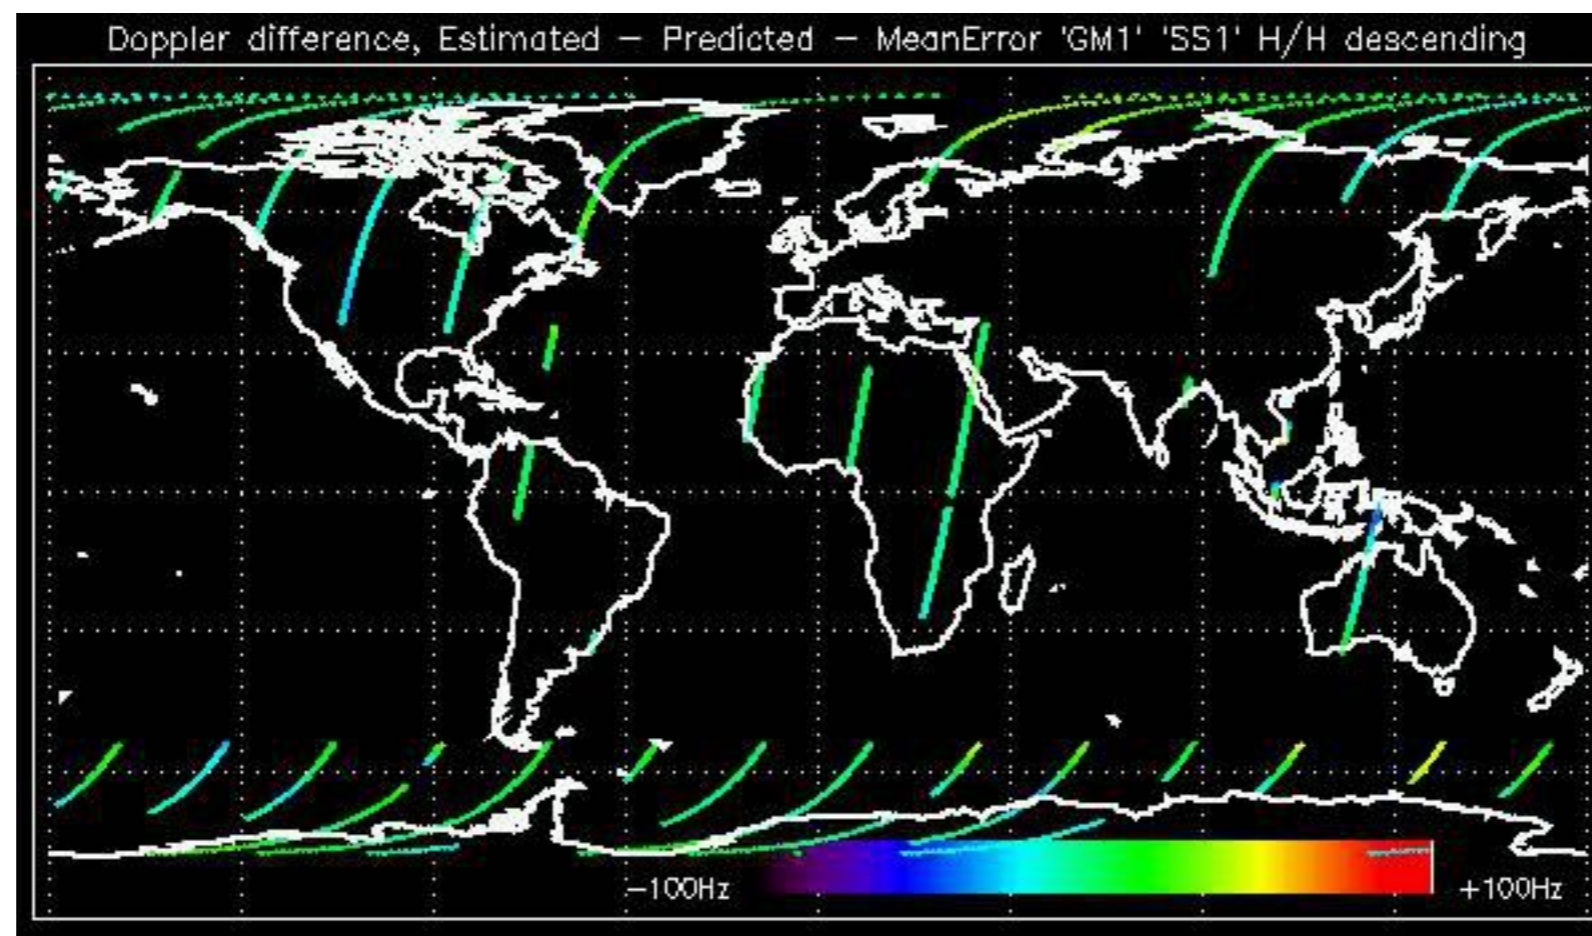 Doppler difference, Estimated − Predicted − MeanError 'GM1' 'SS1' H/H descending
−100Hz
+100Hz